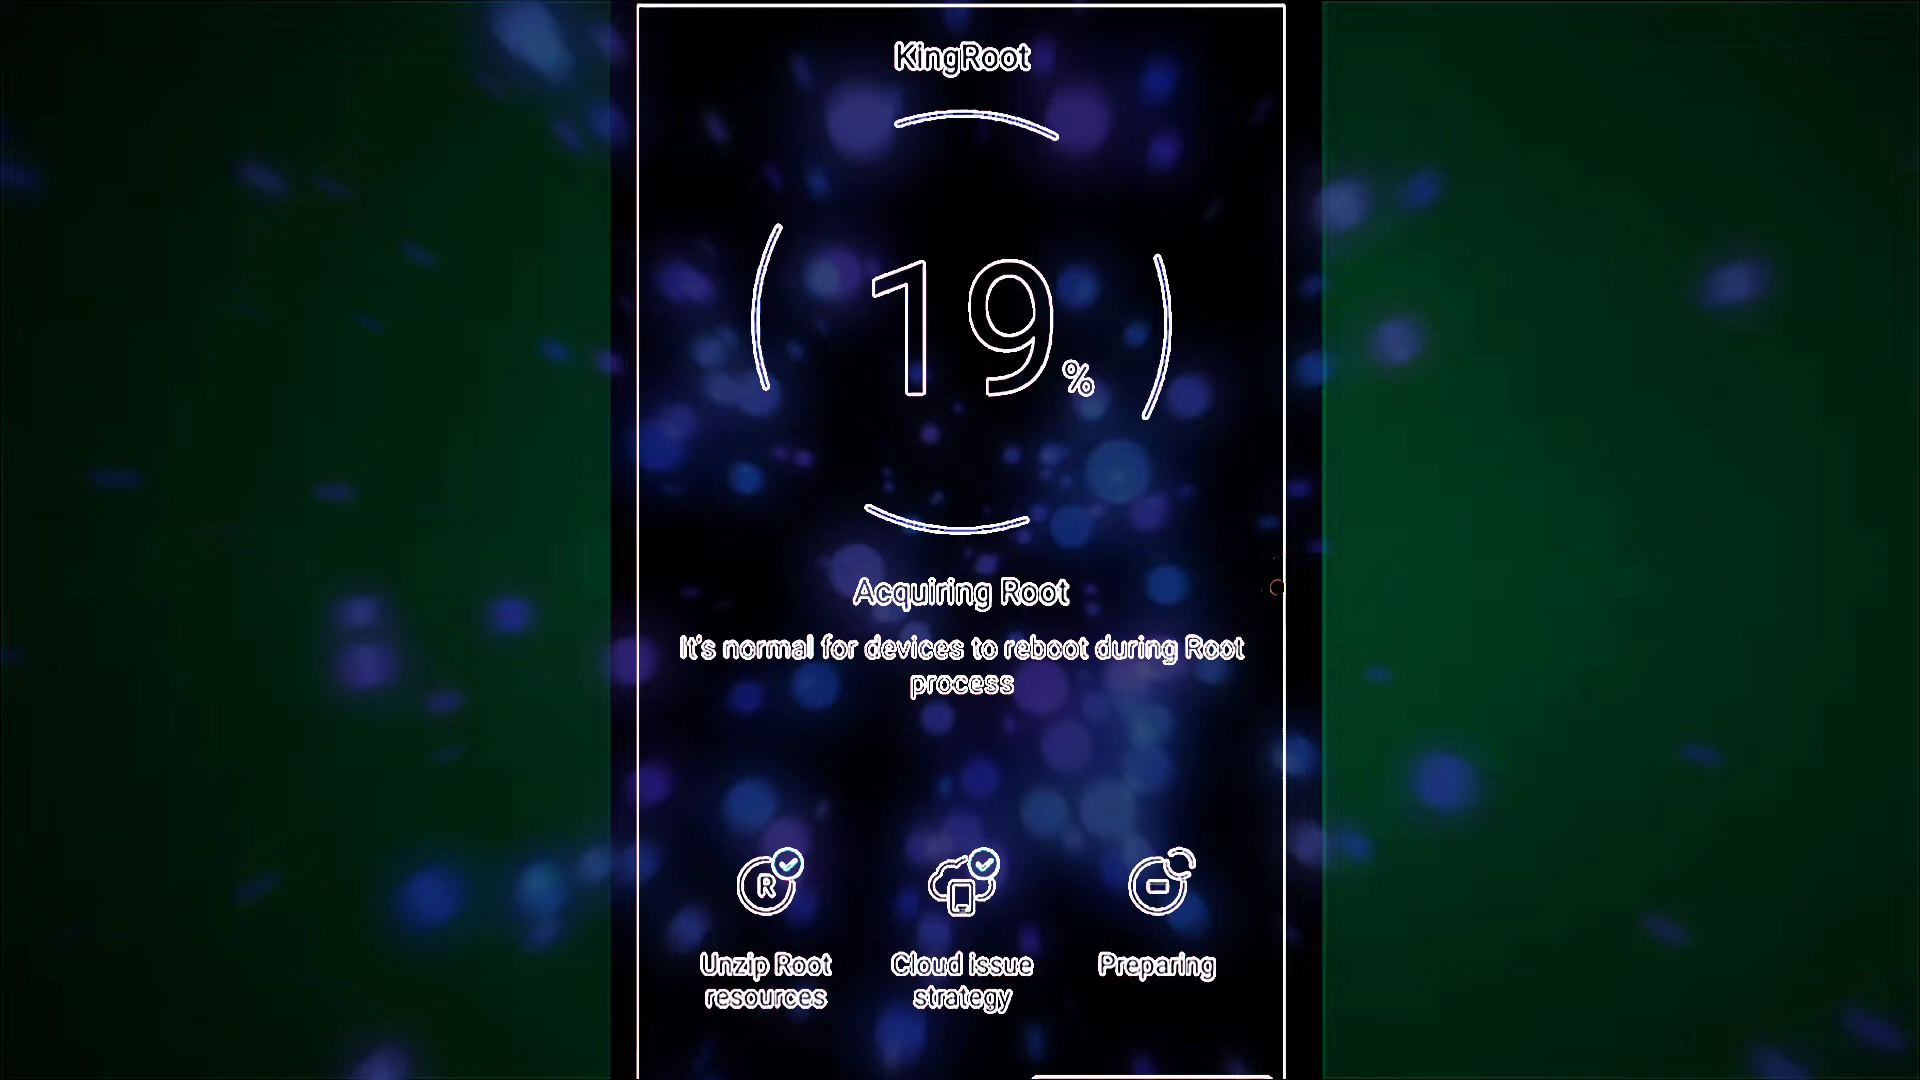 KingRoot
19%
Acquiring Root
It's normal for devices to reboot during Root
process
R
Unzip Root
resources
Cloud issue
strategy
Preparing